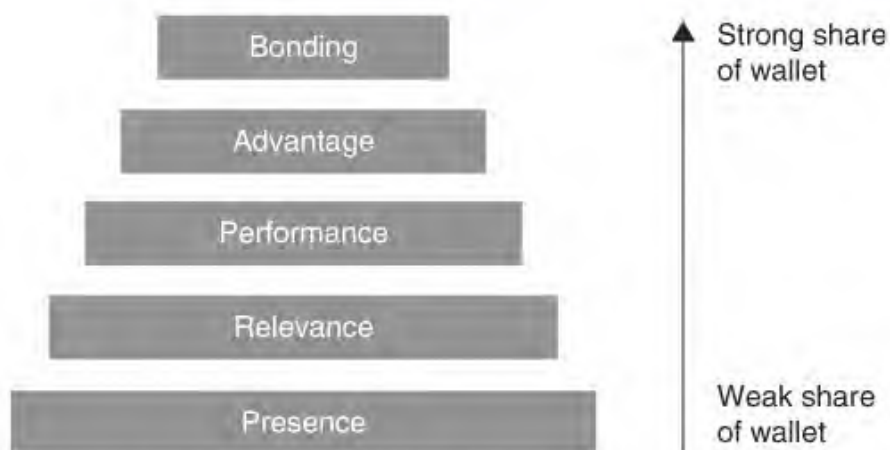 Bonding
Advantage
Performance
Relevance
Presence
Strong share
of wallet
Weak share
of wallet